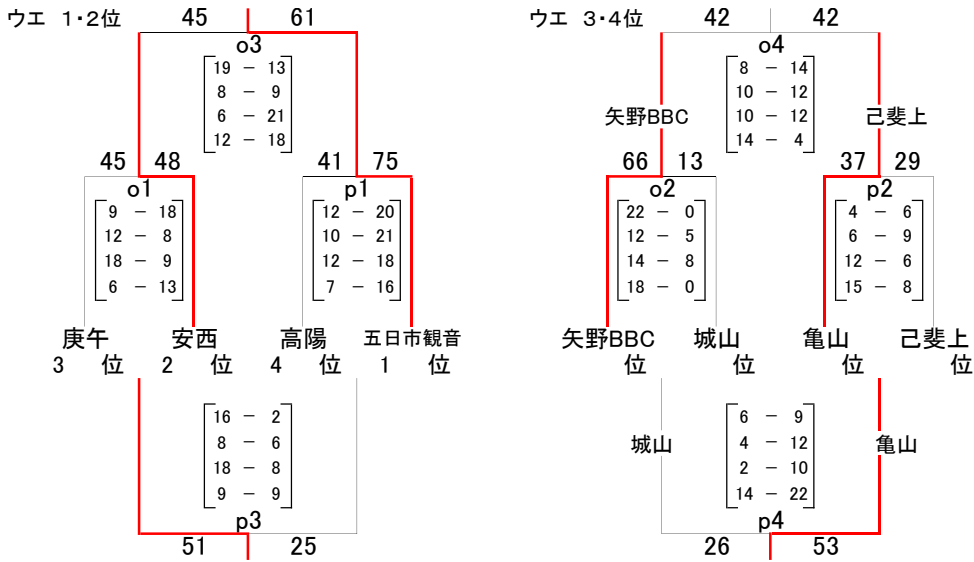 ウエ 1・2位
45 61
o3
19 － 13
8 － 9
6 － 21
12 － 18
45 48
o1
9 － 18
12 － 8
18 － 9
6 － 13
41 75
p1
12 － 20
10 － 21
12 － 18
7 － 16
庚午 安西 高陽 五日市観音
3 位 2 位 4 位 1 位
16 － 2
8 － 6
18 － 8
9 － 9
p3
51 25
ウエ 3・4位
42 42
o4
8 － 14
10 － 12
10 － 12
14 － 4
矢野BBC 己斐上
66 13
o2
22 － 0
12 － 5
14 － 8
18 － 0
37 29
p2
4 － 6
6 － 9
12 － 6
15 － 8
矢野BBC 城山 亀山 己斐上
位 位 位 位
城山 亀山
6 － 9
4 － 12
2 － 10
14 － 22
p4
26 53